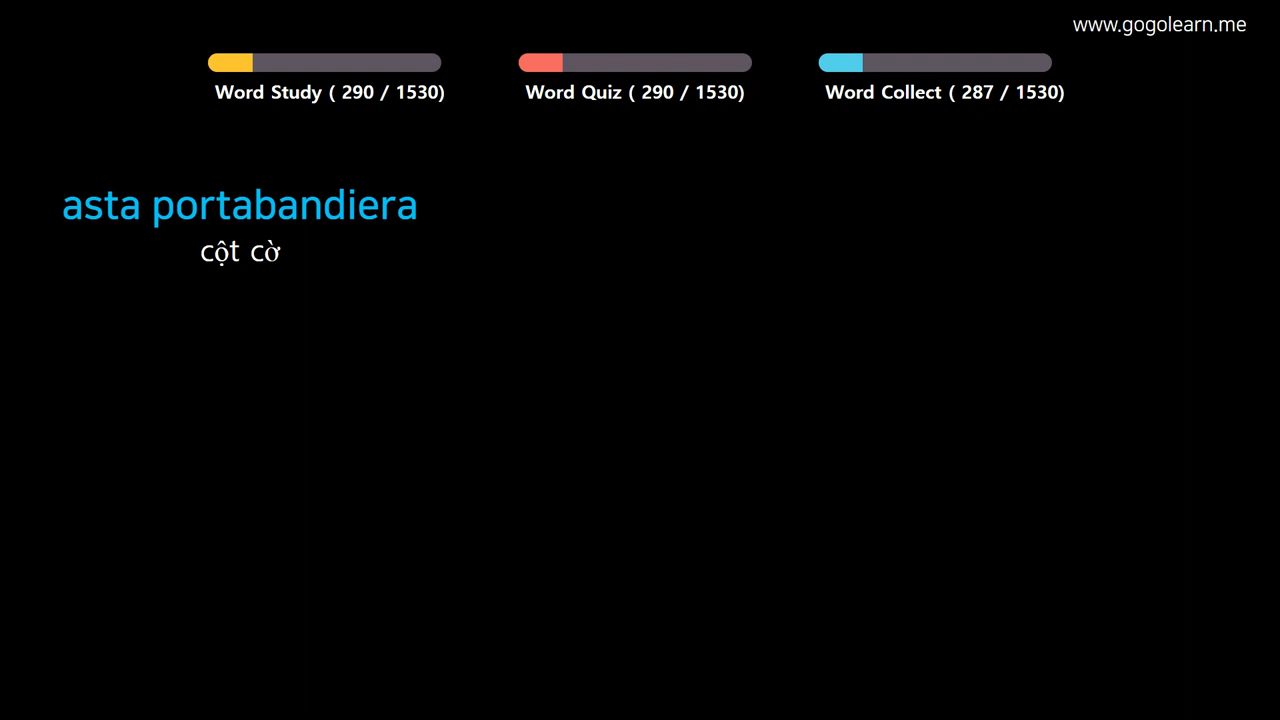 www.gogolearn.me
Word Study ( 290 / 1530)
Word Quiz ( 290 / 1530)
Word Collect ( 287 / 1530)
asta portabandiera
cột cờ